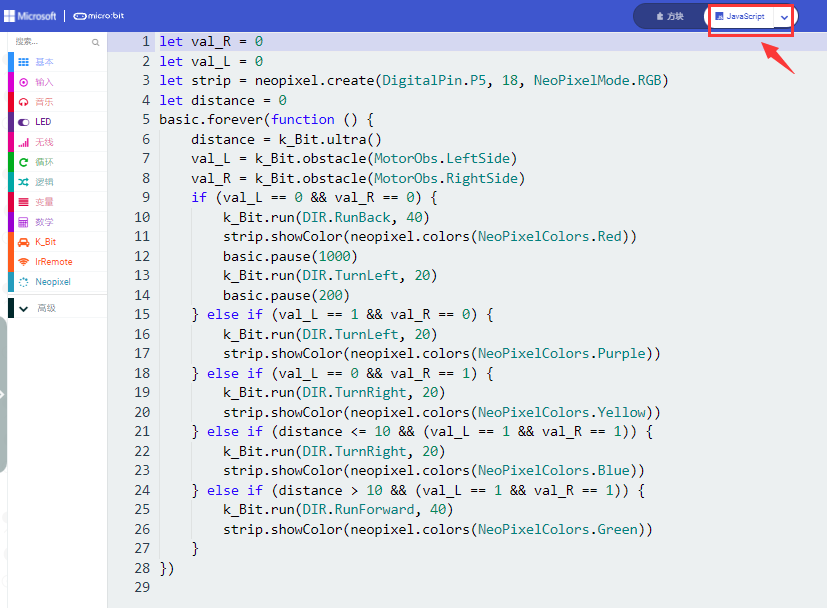 Microsoft micro:bit 方块 JavaScript
搜索...
基本
输入
音乐
LED
无线
循环
逻辑
变量
数学
K_Bit
IrRemote
Neopixel
高级
1 let val_R = 0
2 let val_L = 0
3 let strip = neopixel.create(DigitalPin.P5, 18, NeoPixelMode.RGB)
4 let distance = 0
5 basic.forever(function () {
6 distance = k_Bit.ultra()
7 val_L = k_Bit.obstacle(MotorObs.LeftSide)
8 val_R = k_Bit.obstacle(MotorObs.RightSide)
9 if (val_L == 0 && val_R == 0) {
10 k_Bit.run(DIR.RunBack, 40)
11 strip.showColor(neopixel.colors(NeoPixelColors.Red))
12 basic.pause(1000)
13 k_Bit.run(DIR.TurnLeft, 20)
14 basic.pause(200)
15 } else if (val_L == 1 && val_R == 0) {
16 k_Bit.run(DIR.TurnLeft, 20)
17 strip.showColor(neopixel.colors(NeoPixelColors.Purple))
18 } else if (val_L == 0 && val_R == 1) {
19 k_Bit.run(DIR.TurnRight, 20)
20 strip.showColor(neopixel.colors(NeoPixelColors.Yellow))
21 } else if (distance <= 10 && (val_L == 1 && val_R == 1)) {
22 k_Bit.run(DIR.TurnRight, 20)
23 strip.showColor(neopixel.colors(NeoPixelColors.Blue))
24 } else if (distance > 10 && (val_L == 1 && val_R == 1)) {
25 k_Bit.run(DIR.RunForward, 40)
26 strip.showColor(neopixel.colors(NeoPixelColors.Green))
27 }
28 })
29